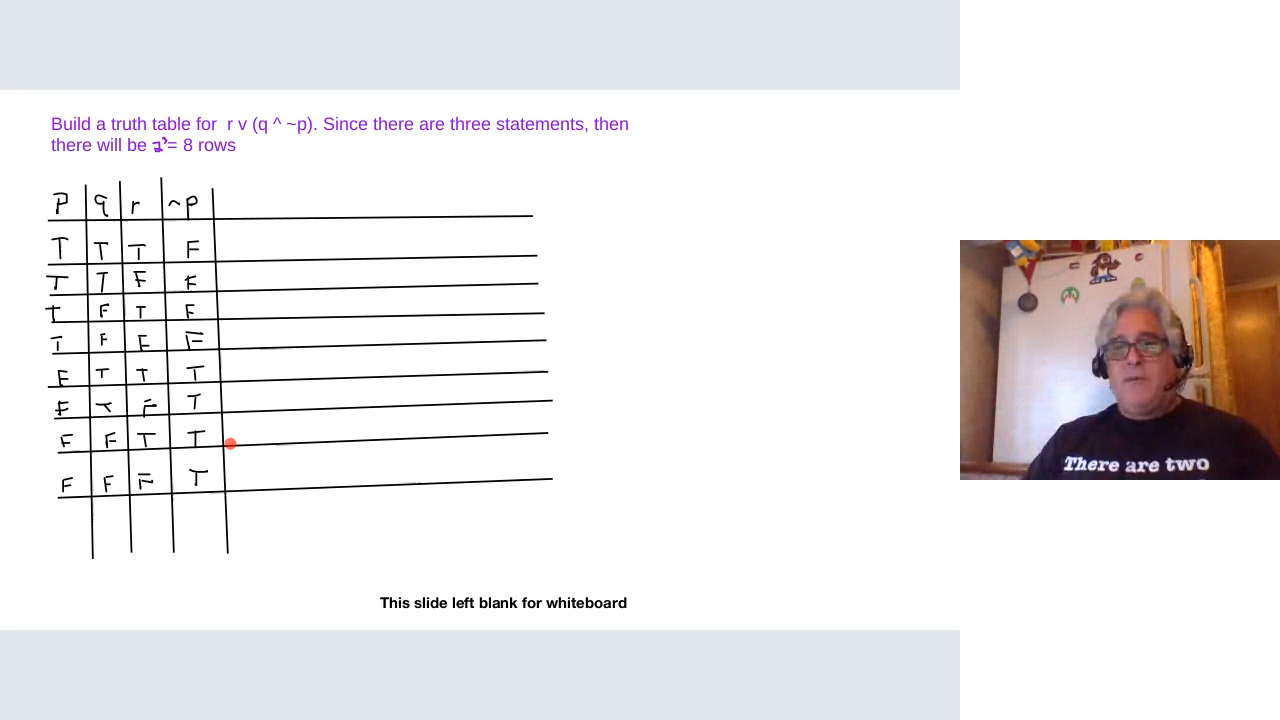 Build a truth table for r v (q ^ ~p). Since there are three statements, then
there will be 2³= 8 rows
P q r ~p
T T T F
T T F F
T F T F
T F F F
F T T T
F T F T
F F T T
F F F T
This slide left blank for whiteboard
There are two